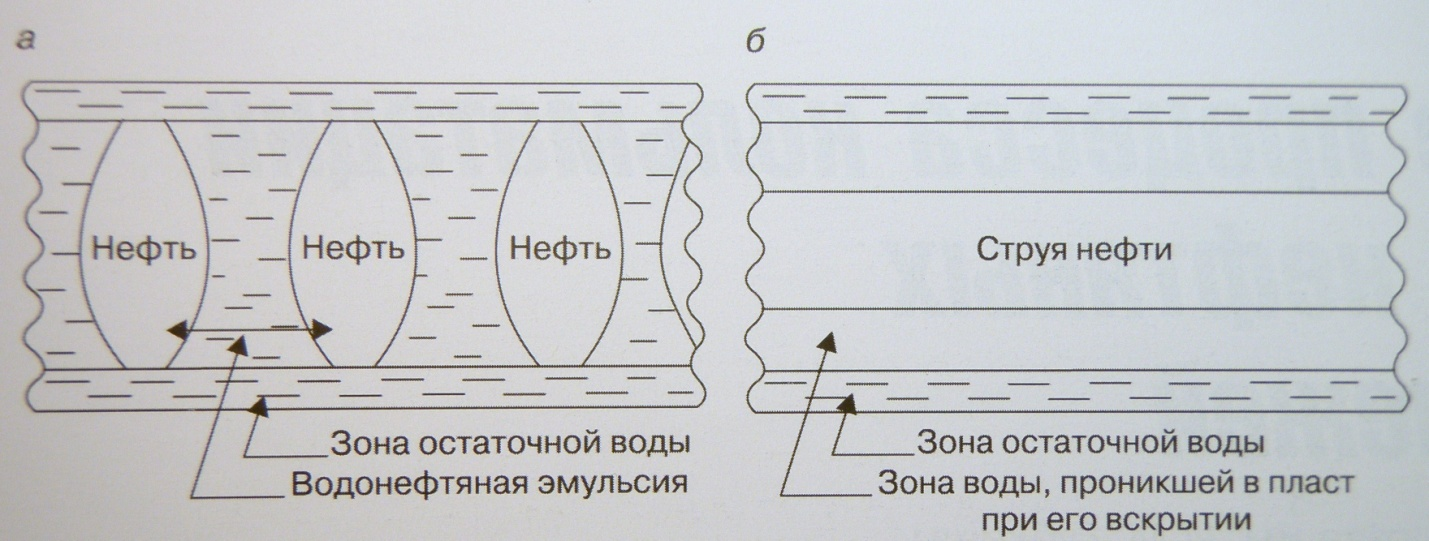 а
Нефть Нефть Нефть
Зона остаточной воды
Водонефтяная эмульсия
б
Струя нефти
Зона остаточной воды
Зона воды, проникшей в пласт
при его вскрытии